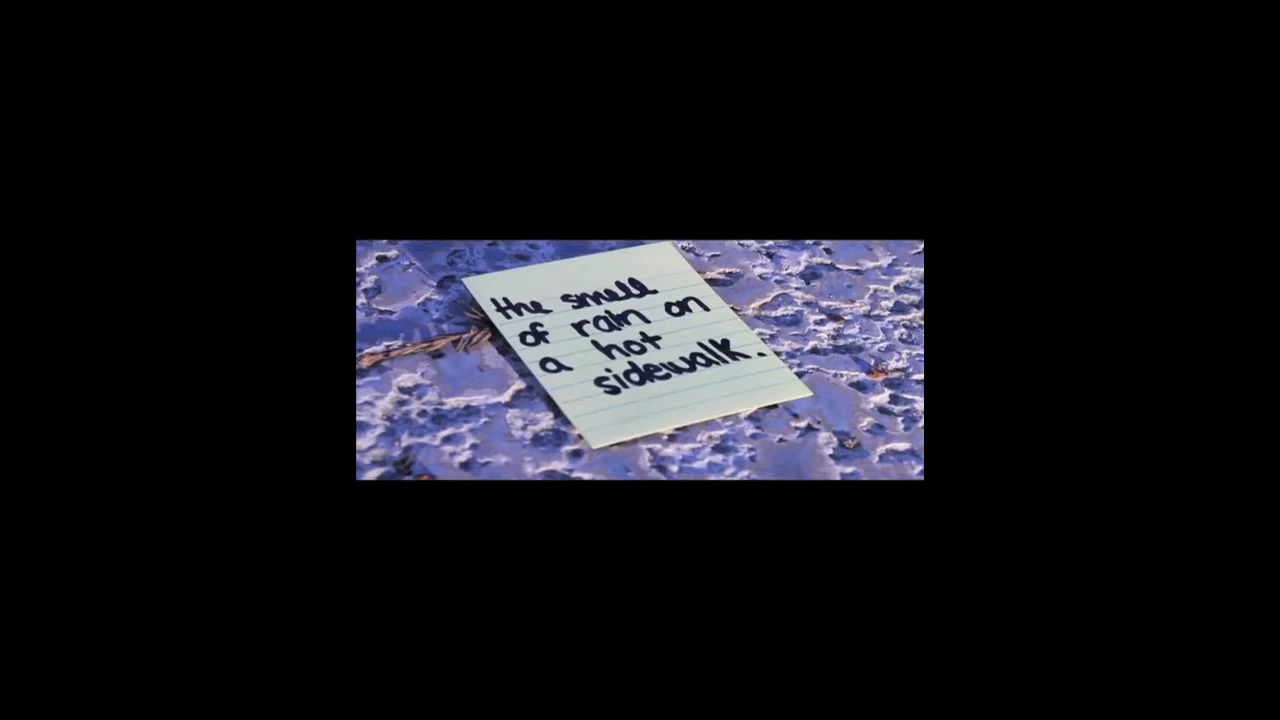 the smell
of rain on
a hot
sidewalk.